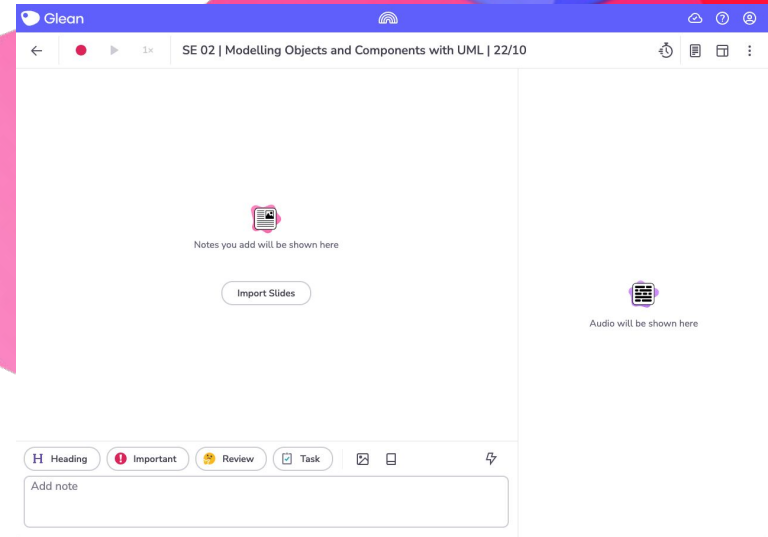 Glean
1×
SE 02 | Modelling Objects and Components with UML | 22/10
Notes you add will be shown here
Import Slides
Audio will be shown here
H Heading
Important
Review
Task
Add note